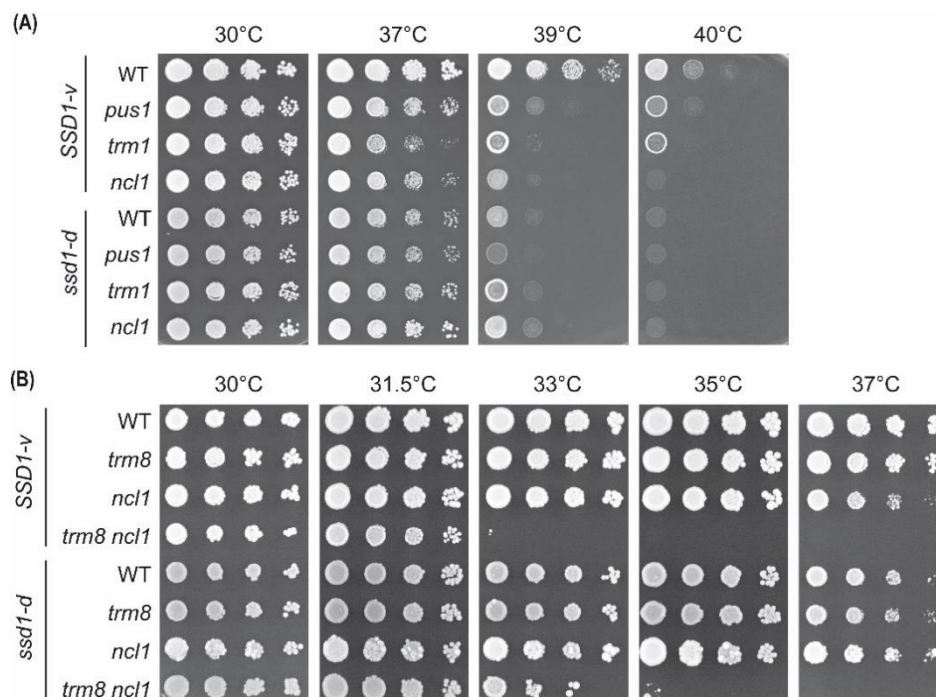 (A)
30°C 37°C 39°C 40°C
SSD1-v
WT
pus1
trm1
ncl1
ssd1-d
WT
pus1
trm1
ncl1
(B)
30°C 31.5°C 33°C 35°C 37°C
SSD1-v
WT
trm8
ncl1
trm8 ncl1
ssd1-d
WT
trm8
ncl1
trm8 ncl1